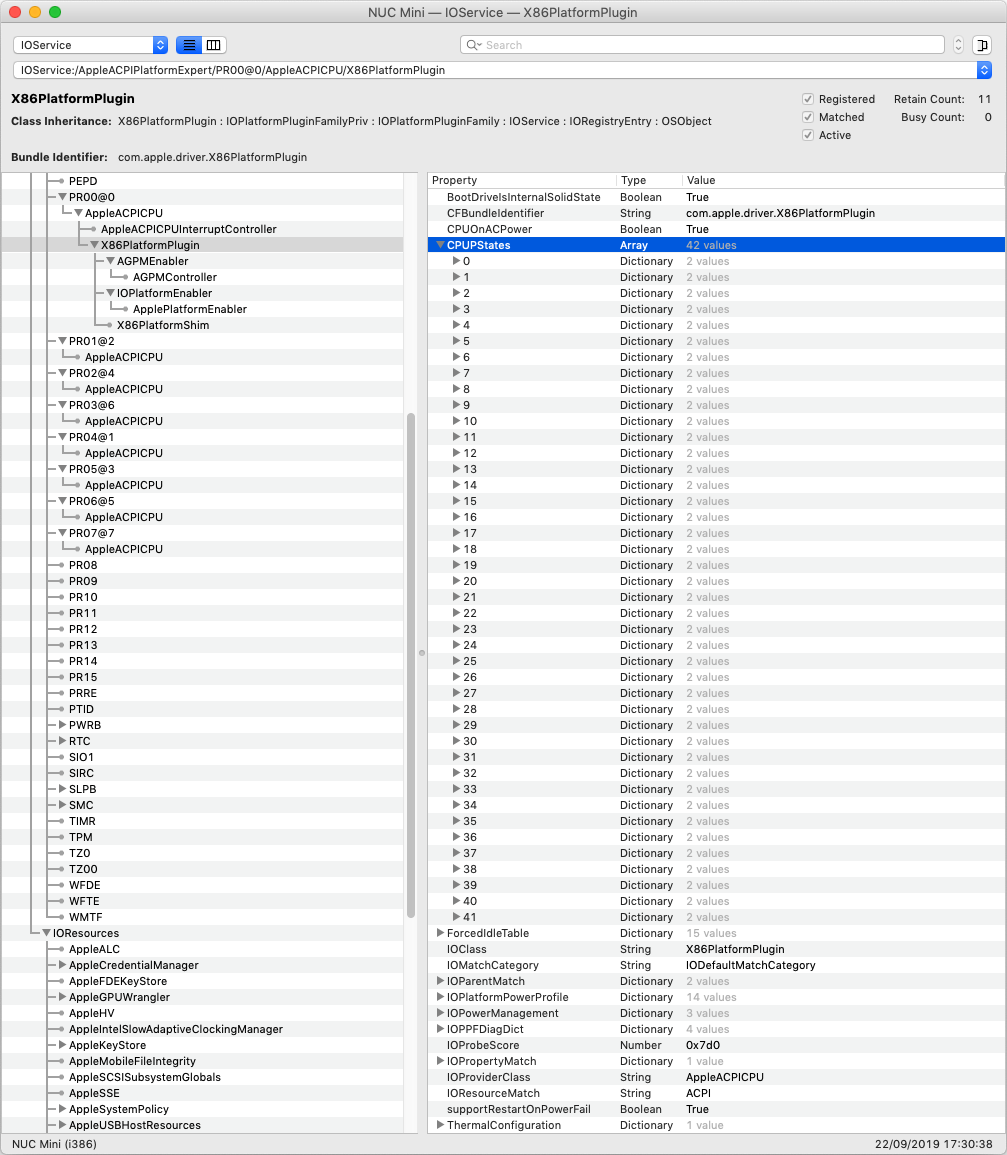 NUC Mini — IOService — X86PlatformPlugin
IOService
Search
IOService:/AppleACPIPlatformExpert/PR00@0/AppleACPICPU/X86PlatformPlugin
X86PlatformPlugin
Registered Retain Count: 11
Class Inheritance: X86PlatformPlugin : IOPlatformPluginFamilyPriv : IOPlatformPluginFamily : IOService : IORegistryEntry : OSObject
Matched Busy Count: 0
Active
Bundle Identifier: com.apple.driver.X86PlatformPlugin
PEPD
PR00@0
AppleACPICPU
AppleACPICPUInterruptController
X86PlatformPlugin
AGPMEnabler
AGPMController
IOPlatformEnabler
ApplePlatformEnabler
X86PlatformShim
PR01@2
AppleACPICPU
PR02@4
AppleACPICPU
PR03@6
AppleACPICPU
PR04@1
AppleACPICPU
PR05@3
AppleACPICPU
PR06@5
AppleACPICPU
PR07@7
AppleACPICPU
PR08
PR09
PR10
PR11
PR12
PR13
PR14
PR15
PRRE
PTID
PWRB
RTC
SIO1
SIRC
SLPB
SMC
TIMR
TPM
TZ0
TZ00
WFDE
WFTE
WMTF
IOResources
AppleALC
AppleCredentialManager
AppleFDEKeyStore
AppleGPUWrangler
AppleHV
AppleIntelSlowAdaptiveClockingManager
AppleKeyStore
AppleMobileFileIntegrity
AppleSCSISubsystemGlobals
AppleSSE
AppleSystemPolicy
AppleUSBHostResources
Property Type Value
BootDriveIsInternalSolidState Boolean True
CFBundleIdentifier String com.apple.driver.X86PlatformPlugin
CPUOnACPower Boolean True
CPUPStates Array 42 values
0 Dictionary 2 values
1 Dictionary 2 values
2 Dictionary 2 values
3 Dictionary 2 values
4 Dictionary 2 values
5 Dictionary 2 values
6 Dictionary 2 values
7 Dictionary 2 values
8 Dictionary 2 values
9 Dictionary 2 values
10 Dictionary 2 values
11 Dictionary 2 values
12 Dictionary 2 values
13 Dictionary 2 values
14 Dictionary 2 values
15 Dictionary 2 values
16 Dictionary 2 values
17 Dictionary 2 values
18 Dictionary 2 values
19 Dictionary 2 values
20 Dictionary 2 values
21 Dictionary 2 values
22 Dictionary 2 values
23 Dictionary 2 values
24 Dictionary 2 values
25 Dictionary 2 values
26 Dictionary 2 values
27 Dictionary 2 values
28 Dictionary 2 values
29 Dictionary 2 values
30 Dictionary 2 values
31 Dictionary 2 values
32 Dictionary 2 values
33 Dictionary 2 values
34 Dictionary 2 values
35 Dictionary 2 values
36 Dictionary 2 values
37 Dictionary 2 values
38 Dictionary 2 values
39 Dictionary 2 values
40 Dictionary 2 values
41 Dictionary 2 values
ForcedIdleTable Dictionary 15 values
IOClass String X86PlatformPlugin
IOMatchCategory String IODefaultMatchCategory
IOParentMatch Dictionary 2 values
IOPlatformPowerProfile Dictionary 14 values
IOPowerManagement Dictionary 3 values
IOPPFDiagDict Dictionary 4 values
IOProbeScore Number 0x7d0
IOPropertyMatch Dictionary 1 value
IOProviderClass String AppleACPICPU
IOResourceMatch String ACPI
supportRestartOnPowerFail Boolean True
ThermalConfiguration Dictionary 1 value
NUC Mini (i386) 22/09/2019 17:30:38